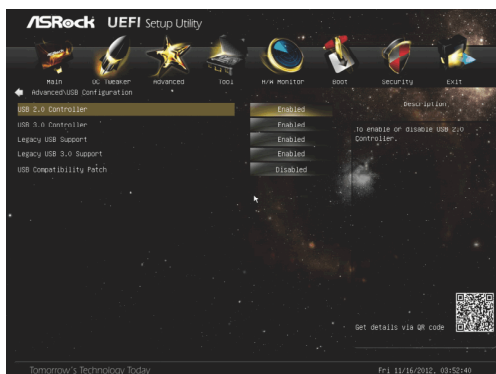 ASRock UEFI Setup Utility
Main OC Tweaker Advanced Tool H/W Monitor Boot Security Exit
Advanced\USB Configuration
Description
USB 2.0 Controller Enabled
USB 3.0 Controller Enabled
Legacy USB Support Enabled
Legacy USB 3.0 Support Enabled
USB Compatibility Patch Disabled
To enable or disable USB 2.0
Controller.
Get details via QR code
Tomorrow's Technology Today Fri 11/16/2012, 03:52:40